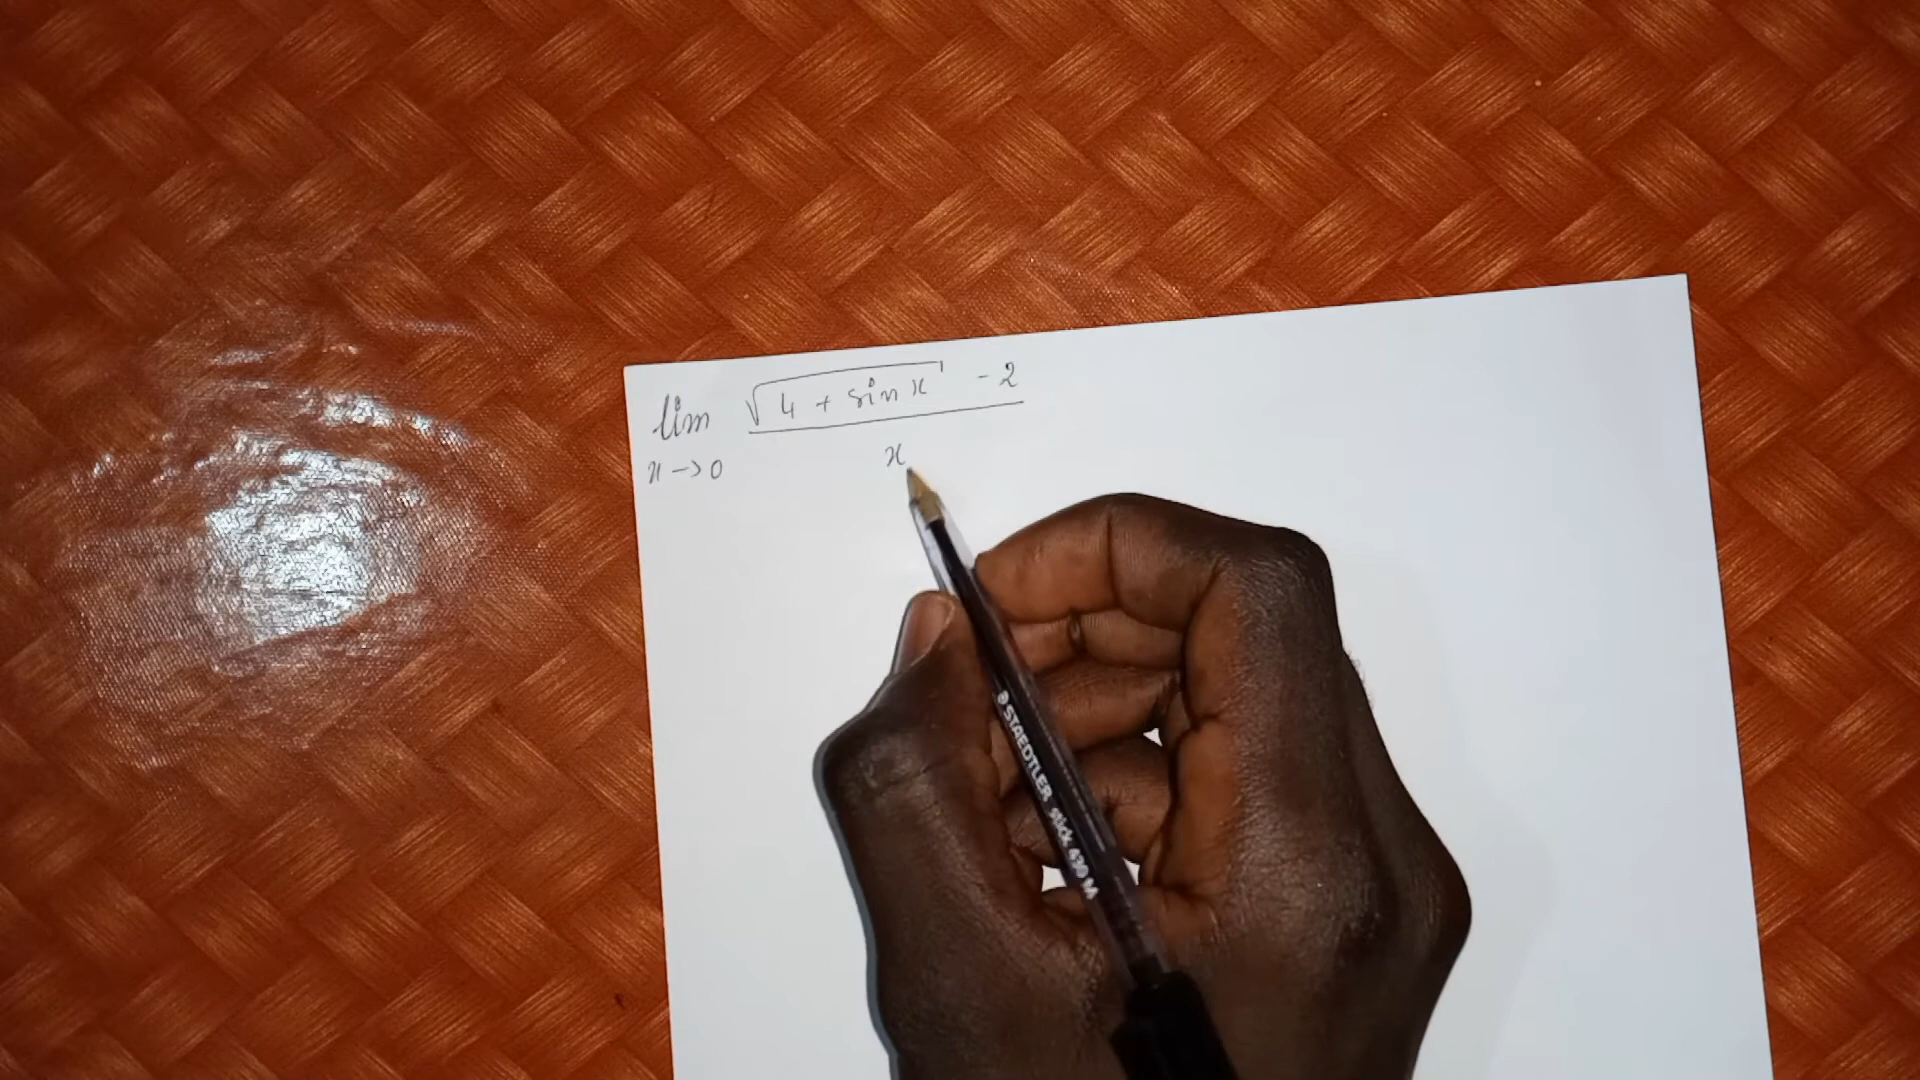 lim √(4 + sin x) - 2
x → 0 x
STAEDTLER stick 430 M